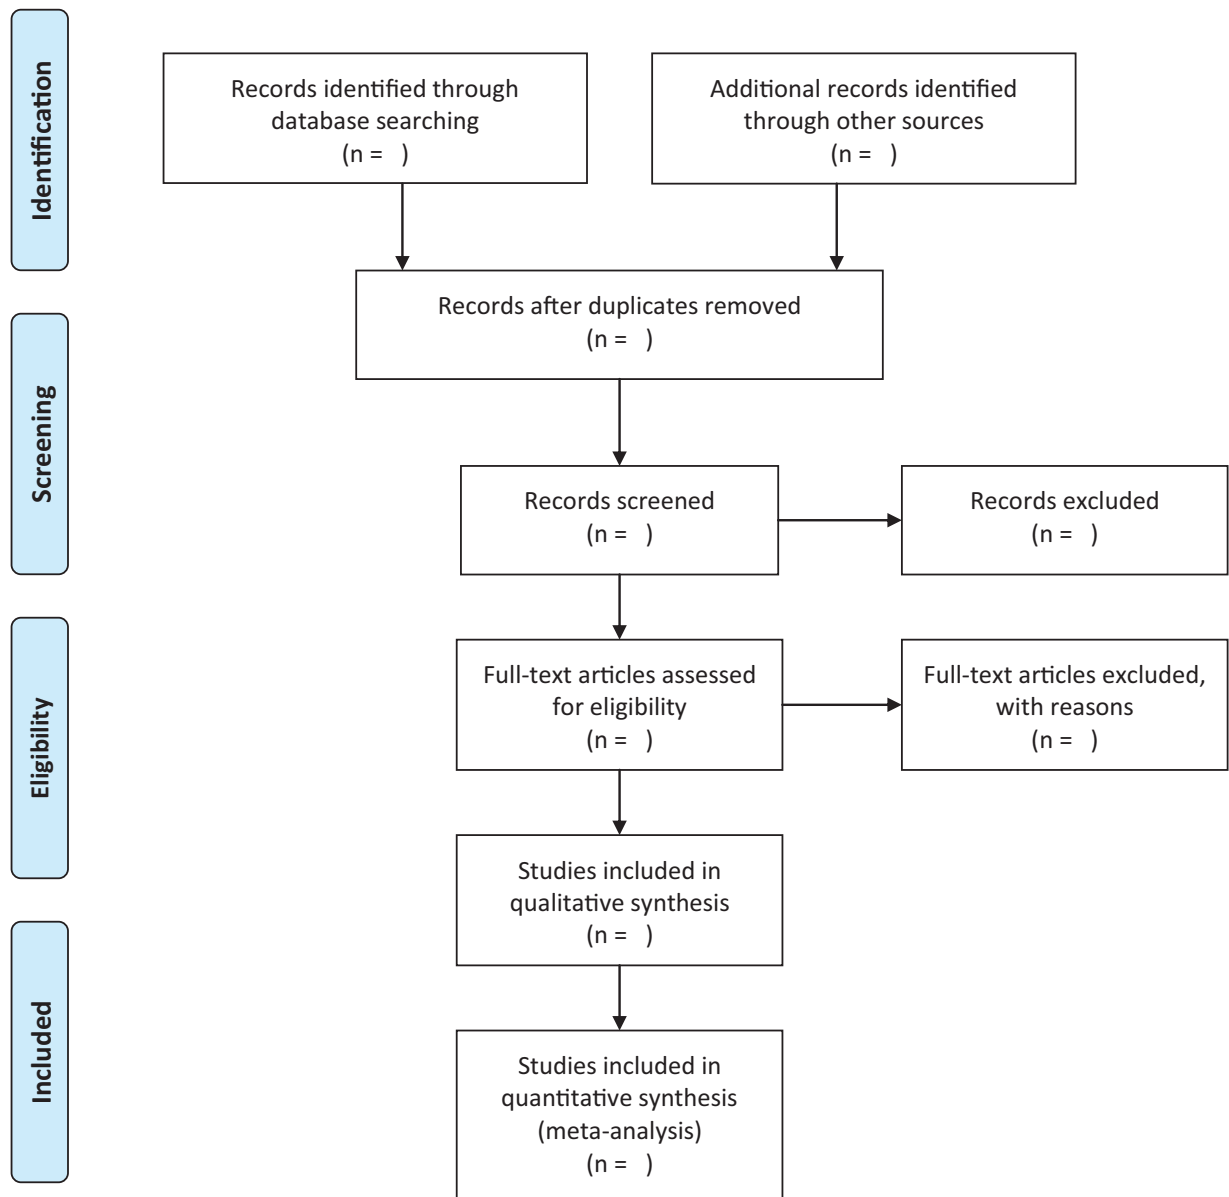 Identification
Records identified through
database searching
(n =   )
Additional records identified
through other sources
(n =   )
Records after duplicates removed
(n =   )
Screening
Records screened
(n =   )
Records excluded
(n =   )
Eligibility
Full-text articles assessed
for eligibility
(n =   )
Full-text articles excluded,
with reasons
(n =   )
Studies included in
qualitative synthesis
(n =   )
Included
Studies included in
quantitative synthesis
(meta-analysis)
(n =   )